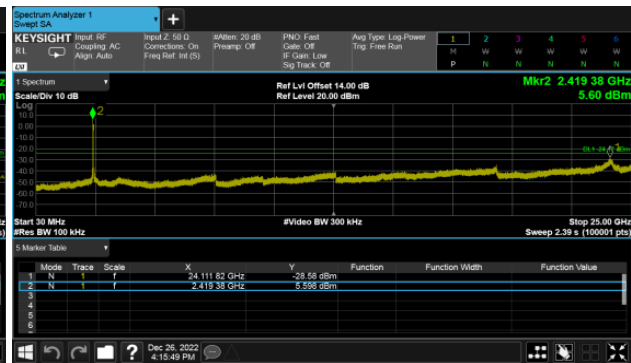 Spectrum Analyzer 1
Swept SA
+
KEYSIGHT
RL
LXI
Input: RF
Coupling: AC
Align: Auto
Input Z: 50 Ω
Corrections: On
Freq Ref: Int (S)
#Atten: 20 dB
Preamp: Off
PNO: Fast
Gate: Off
IF Gain: Low
Sig Track: Off
Avg Type: Log-Power
Trig: Free Run
1 2 3 4 5 6
M W W W W W
P N N N N N
1 Spectrum
Scale/Div 10 dB
Ref Lvl Offset 14.00 dB
Ref Level 20.00 dBm
Mkr2 2.419 38 GHz
5.60 dBm
Log
10.0
0.00
-10.0
-20.0
-30.0
-40.0
-50.0
-60.0
-70.0
2
1
Start 30 MHz
#Res BW 100 kHz
#Video BW 300 kHz
Stop 25.00 GHz
Sweep 2.39 s (100001 pts)
5 Marker Table
Mode Trace Scale X Y Function Function Width Function Value
1 N 1 f 24.111 82 GHz -28.58 dBm
2 N 1 f 2.419 38 GHz 5.598 dBm
3
4
5
6
?
Dec 26, 2022
4:15:49 PM